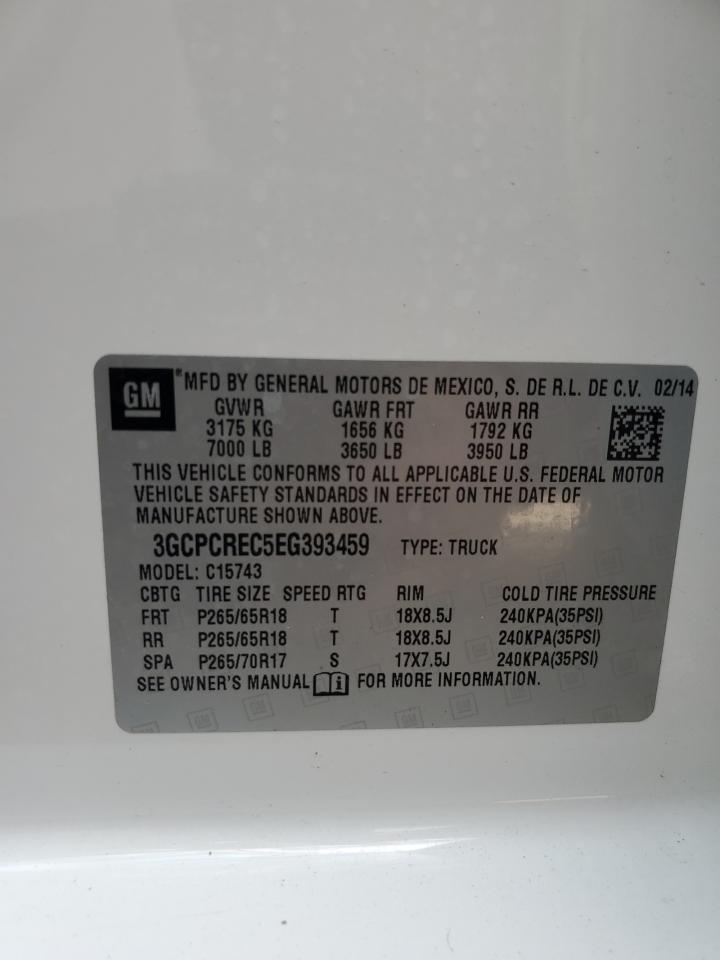 GM
®MFD BY GENERAL MOTORS DE MEXICO, S. DE R.L. DE C.V. 02/14
GVWR GAWR FRT GAWR RR
3175 KG 1656 KG 1792 KG
7000 LB 3650 LB 3950 LB
THIS VEHICLE CONFORMS TO ALL APPLICABLE U.S. FEDERAL MOTOR
VEHICLE SAFETY STANDARDS IN EFFECT ON THE DATE OF
MANUFACTURE SHOWN ABOVE.
3GCPCREC5EG393459 TYPE: TRUCK
MODEL: C15743
CBTG TIRE SIZE SPEED RTG RIM COLD TIRE PRESSURE
FRT P265/65R18 T 18X8.5J 240KPA(35PSI)
RR P265/65R18 T 18X8.5J 240KPA(35PSI)
SPA P265/70R17 S 17X7.5J 240KPA(35PSI)
SEE OWNER'S MANUAL i FOR MORE INFORMATION.